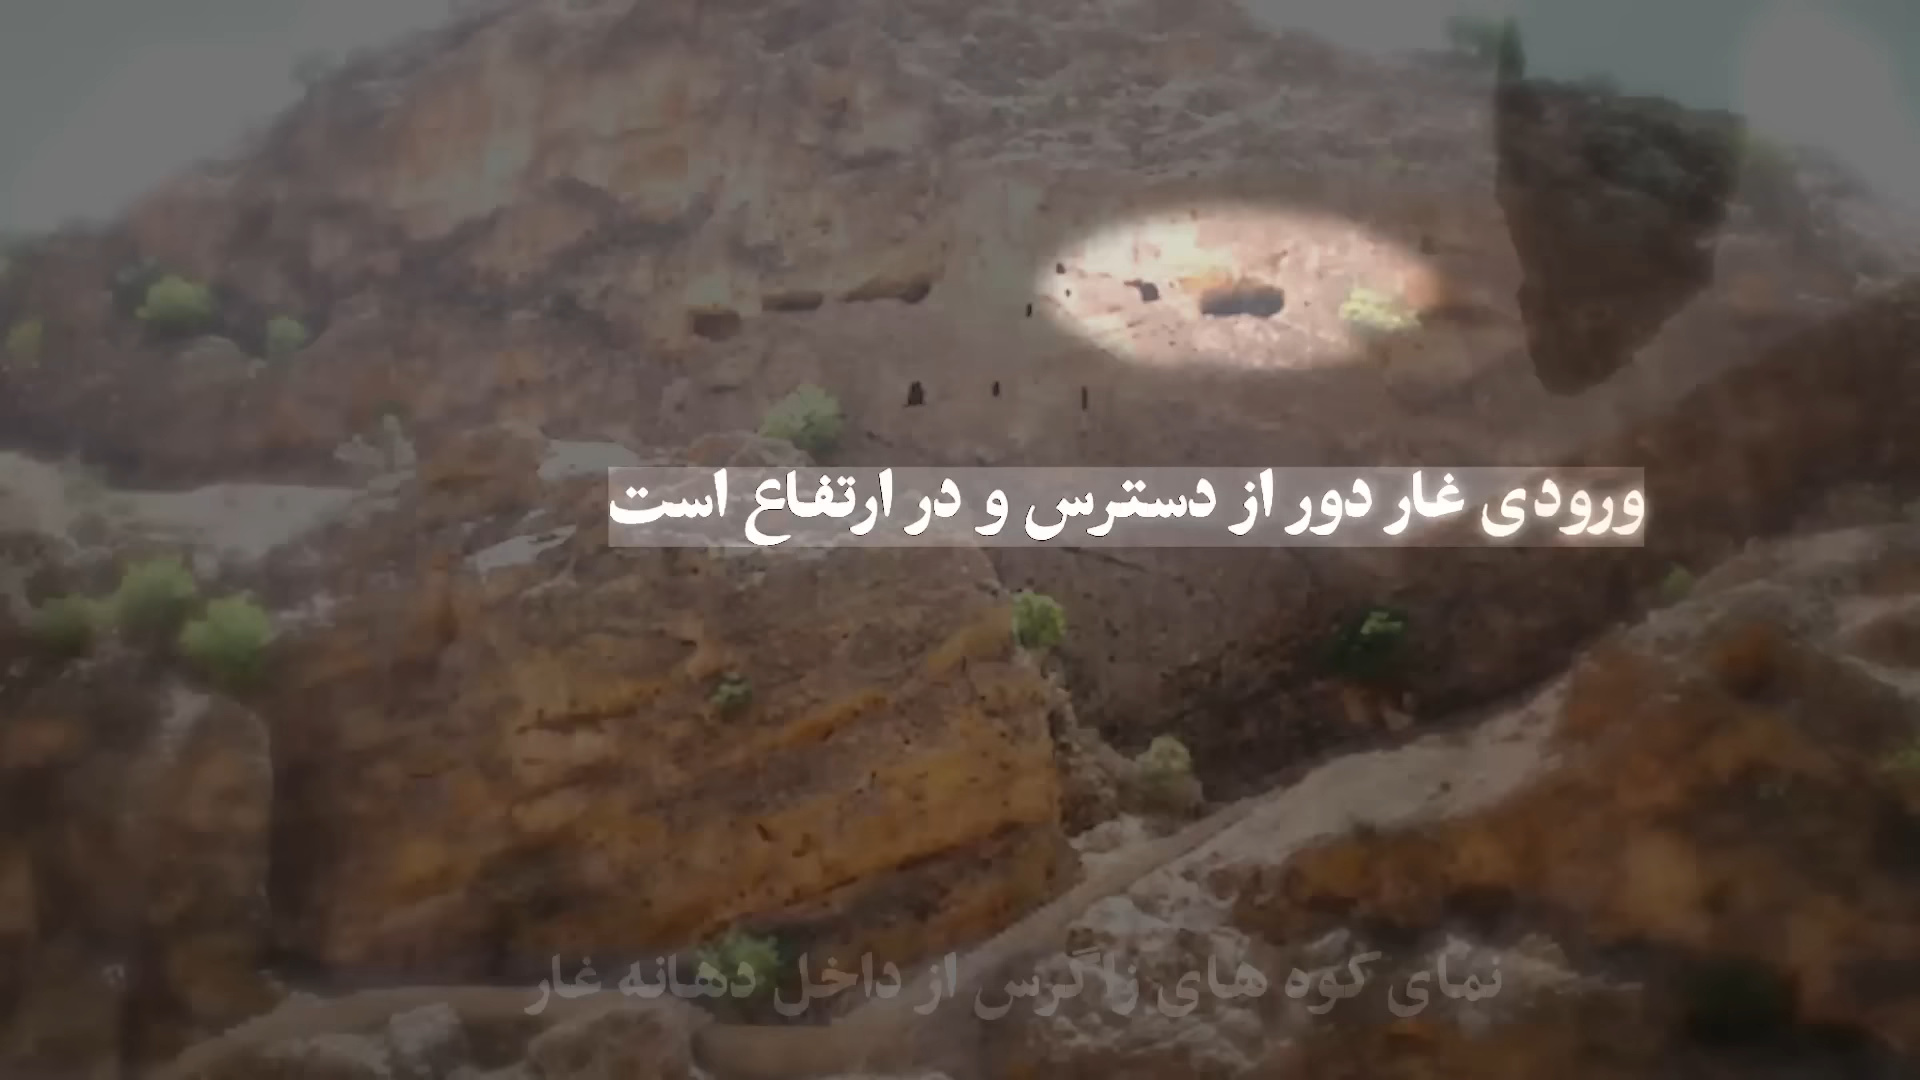 ورودی غار دور از دسترس و در ارتفاع است
نمای کوه های زاگرس از داخل دهانه غار